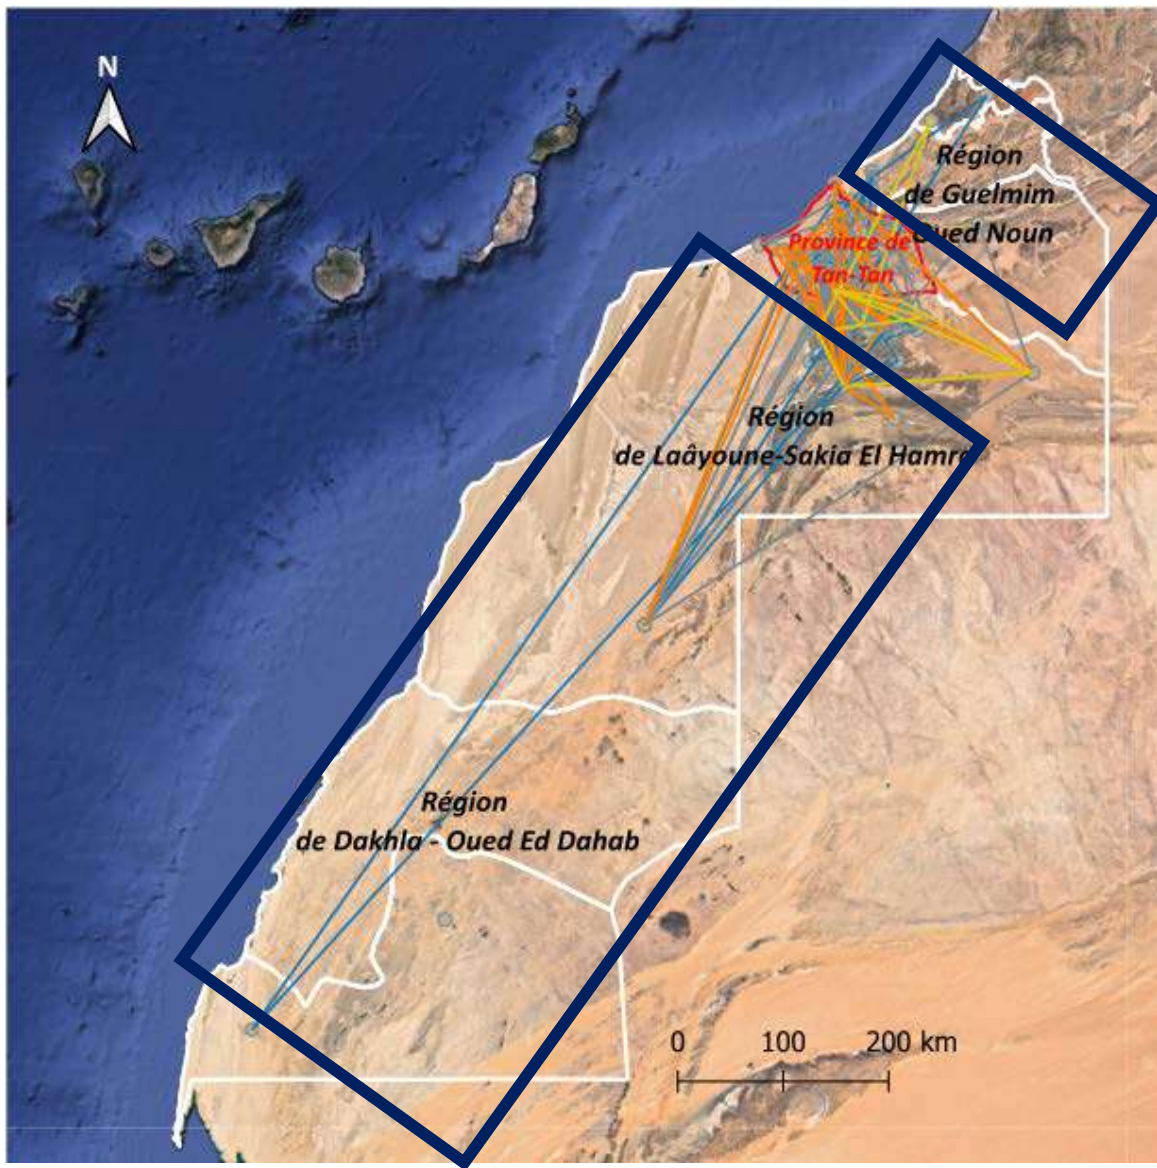 N
Région
de Guelmim
Oued Noun
Province de
Tan-Tan
Région
de Laâyoune-Sakia El Hamra
Région
de Dakhla - Oued Ed Dahab
0 100 200 km